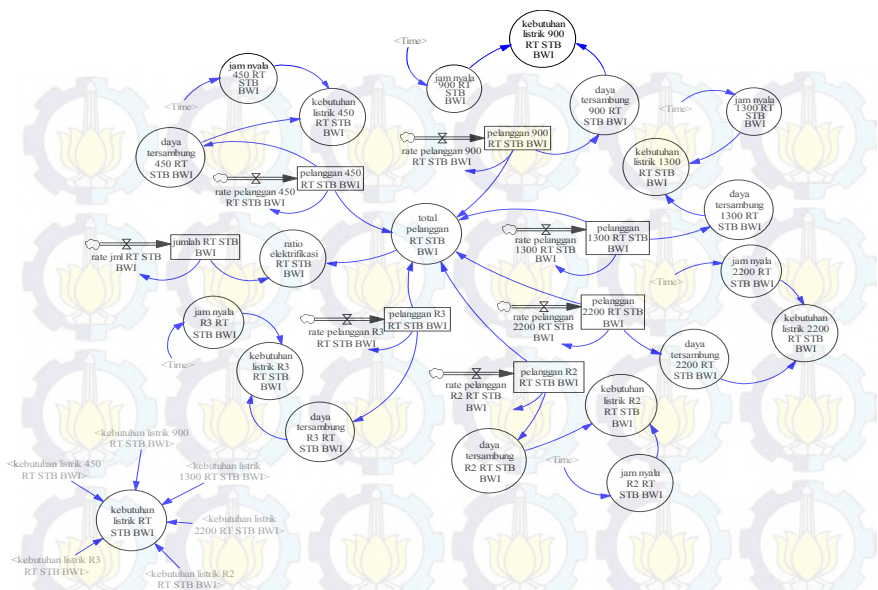 kebutuhan
listrik 900
RT STB
BWI
<Time>
jam nyala
450 RT
STB
BWI
jam nyala
900 RT
STB
BWI
<Time>
kebutuhan
listrik 450
RT STB
BWI
daya
tersambung
900 RT
STB BWI
<Time>
jam nyala
1300 RT
STB
BWI
daya
tersambung
450 RT
STB BWI
pelanggan 900
RT STB BWI
rate pelanggan 900
RT STB BWI
kebutuhan
listrik 1300
RT STB
BWI
pelanggan 450
RT STB BWI
rate pelanggan 450
RT STB BWI
daya
tersambung
1300 RT
STB BWI
total
pelanggan
RT STB
BWI
pelanggan
1300 RT STB
BWI
rate pelanggan
1300 RT STB
BWI
jumlah RT STB
BWI
rate jml RT STB
BWI
ratio
elektrifikasi
RT STB
BWI
<Time>
jam nyala
2200 RT
STB BWI
jam nyala
R3 RT
STB BWI
pelanggan R3
RT STB BWI
rate pelanggan R3
RT STB BWI
pelanggan
2200 RT STB
BWI
rate pelanggan
2200 RT STB
BWI
kebutuhan
listrik 2200
RT STB
BWI
<Time>
kebutuhan
listrik R3
RT STB
BWI
daya
tersambung
2200 RT
STB BWI
pelanggan R2
RT STB BWI
rate pelanggan
R2 RT STB
BWI
kebutuhan
listrik R2
RT STB
BWI
daya
tersambung
R3 RT
STB BWI
daya
tersambung
R2 RT STB
BWI
<Time>
jam nyala
R2 RT
STB BWI
<kebutuhan listrik 900
RT STB BWI>
<kebutuhan listrik 450
RT STB BWI>
<kebutuhan listrik
1300 RT STB BWI>
kebutuhan
listrik RT
STB BWI
<kebutuhan listrik
2200 RT STB BWI>
<kebutuhan listrik R3
RT STB BWI>
<kebutuhan listrik R2
RT STB BWI>